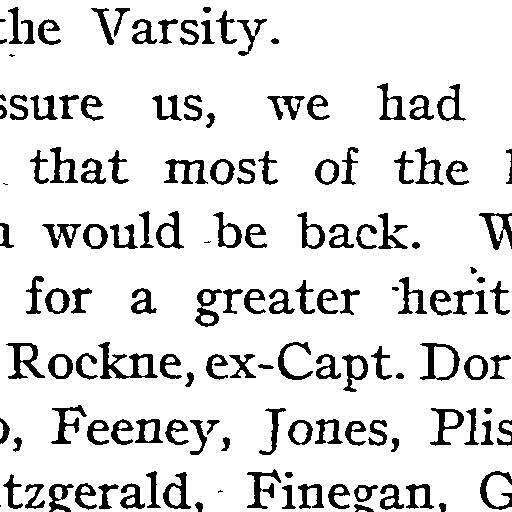 the Varsity.
ssure us, we had
that most of the
would be back. W
for a greater herit
Rockne, ex-Capt. Dor
o, Feeney, Jones, Plis
tzgerald, Finegan, G